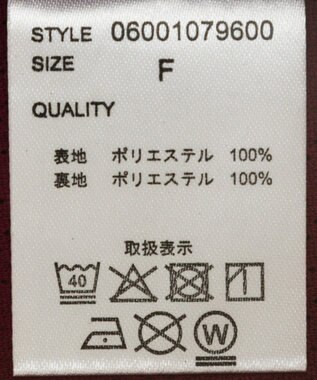 STYLE 06001079600
SIZE F
QUALITY
表地 ポリエステル 100%
裏地 ポリエステル 100%
取扱表示
40
W